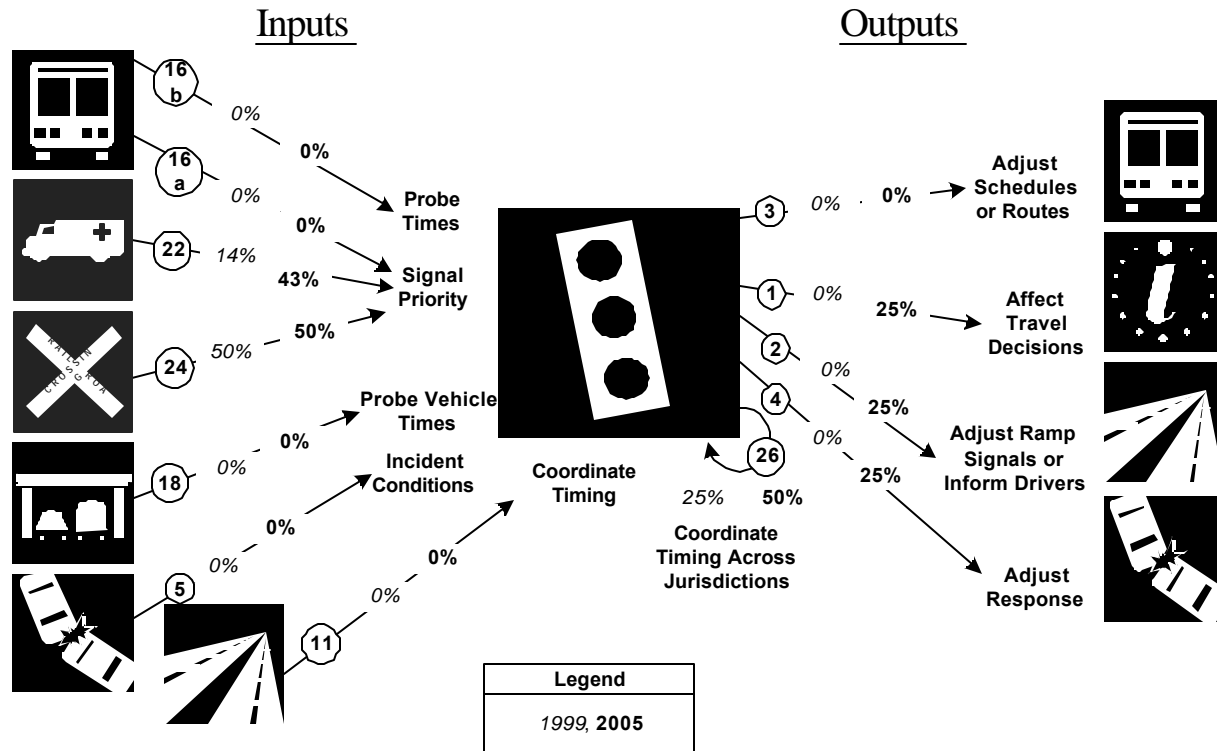 Inputs
Outputs
16
b
0%
0%
Probe
Times
16
a
0%
0%
22
14%
43%
Signal
Priority
24
50%
50%
RAILROAD
CROSSING
18
0%
0%
Probe Vehicle
Times
5
0%
0%
Incident
Conditions
11
0%
0%
Coordinate
Timing
3
0%
0%
Adjust
Schedules
or Routes
1
0%
25%
Affect
Travel
Decisions
i
2
0%
25%
Adjust Ramp
Signals or
Inform Drivers
4
0%
25%
Adjust
Response
26
25%
50%
Coordinate
Timing Across
Jurisdictions
Legend
1999, 2005